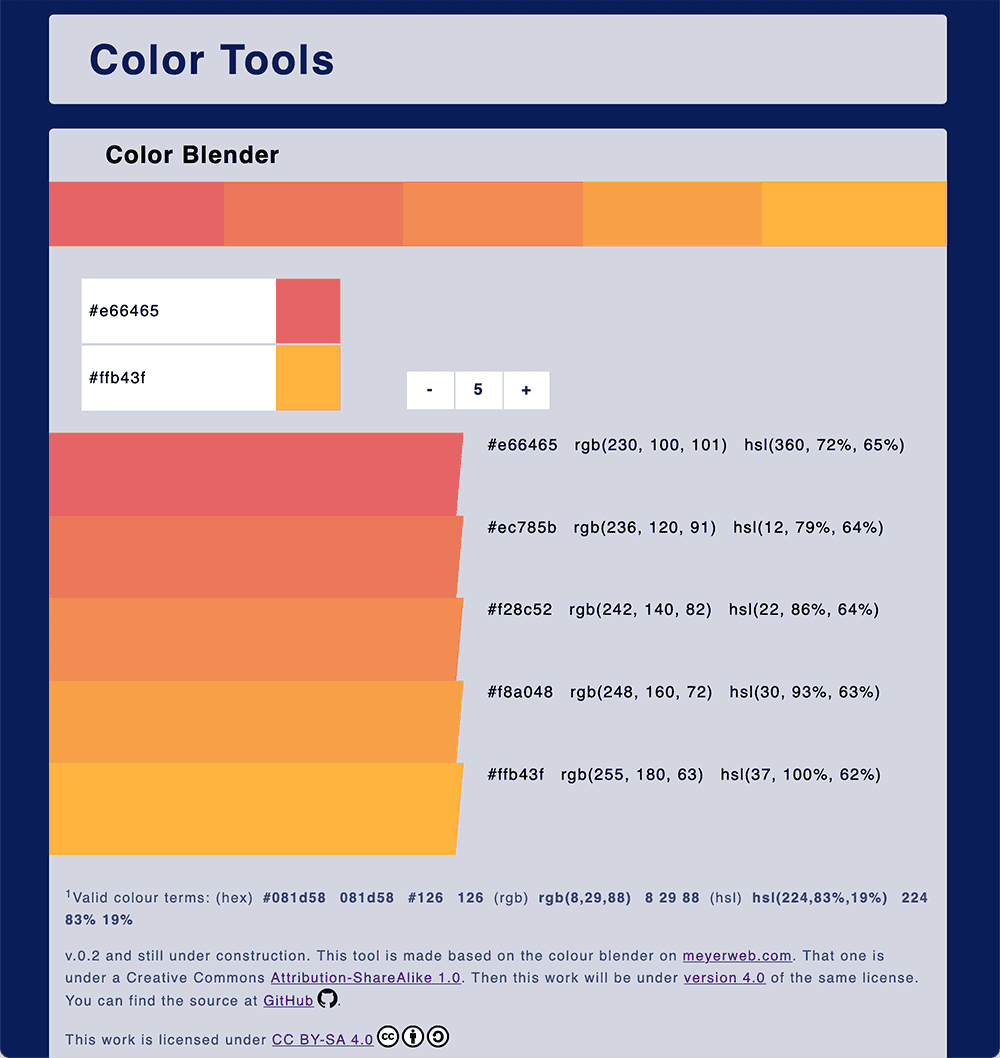 Color Tools
Color Blender
#e66465
#ffb43f
- 5 +
#e66465 rgb(230, 100, 101) hsl(360, 72%, 65%)
#ec785b rgb(236, 120, 91) hsl(12, 79%, 64%)
#f28c52 rgb(242, 140, 82) hsl(22, 86%, 64%)
#f8a048 rgb(248, 160, 72) hsl(30, 93%, 63%)
#ffb43f rgb(255, 180, 63) hsl(37, 100%, 62%)
1Valid colour terms: (hex) #081d58 081d58 #126 126 (rgb) rgb(8,29,88) 8 29 88 (hsl) hsl(224,83%,19%) 224
83% 19%
v.0.2 and still under construction. This tool is made based on the colour blender on meyerweb.com. That one is
under a Creative Commons Attribution-ShareAlike 1.0. Then this work will be under version 4.0 of the same license.
You can find the source at GitHub.
This work is licensed under CC BY-SA 4.0 cc